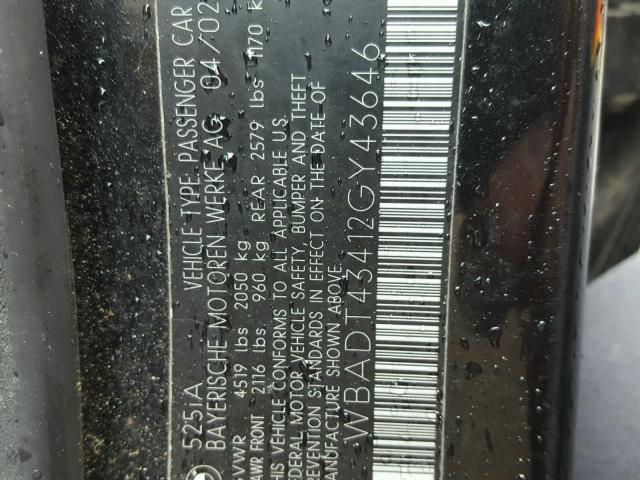 525iA VEHICLE TYPE: PASSENGER CAR
BAYERISCHE MOTOREN WERKE AG 04/02
GVWR 4519 lbs 2050 kg
GAWR FRONT 2116 lbs 960 kg REAR 2579 lbs 1170 k
THIS VEHICLE CONFORMS TO ALL APPLICABLE U.S.
FEDERAL MOTOR VEHICLE SAFETY, BUMPER AND THEFT
PREVENTION STANDARDS IN EFFECT ON THE DATE OF
MANUFACTURE SHOWN ABOVE.
WBADT43412GY43646